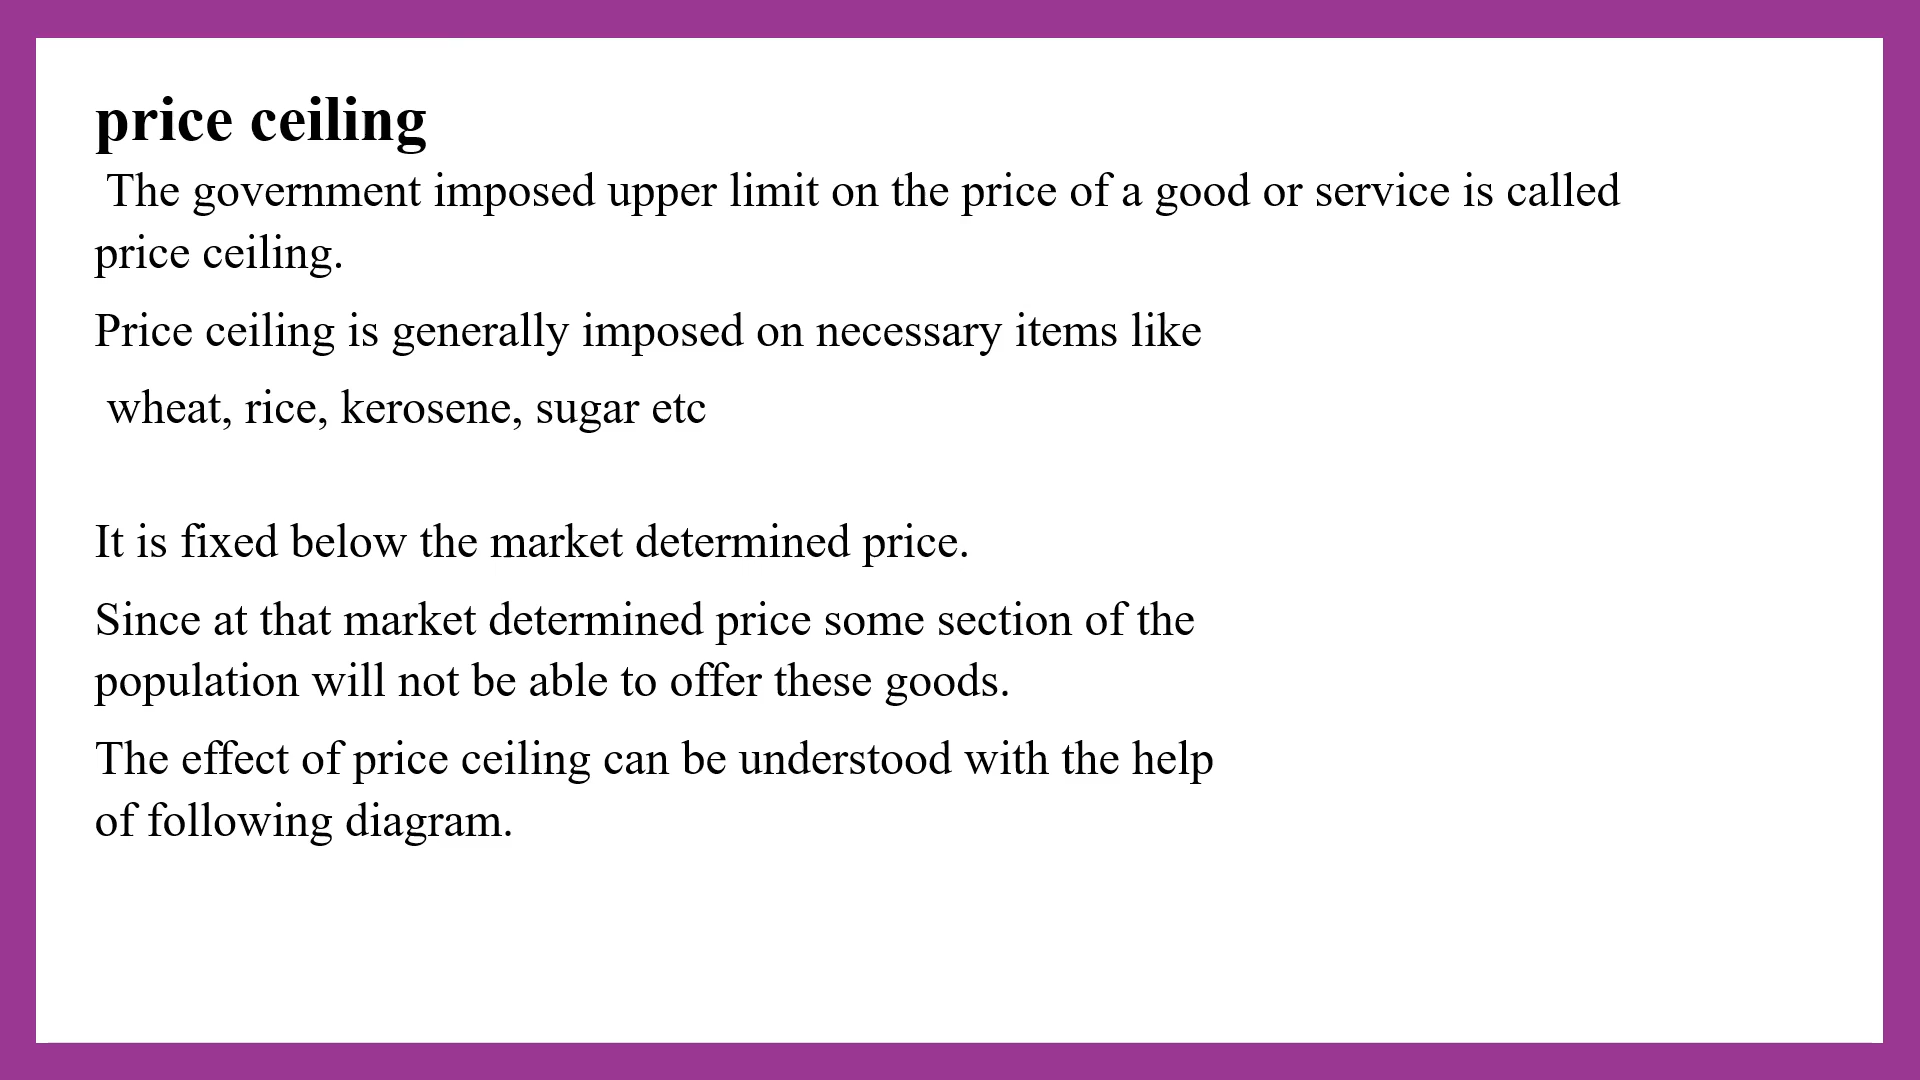 price ceiling
The government imposed upper limit on the price of a good or service is called
price ceiling.
Price ceiling is generally imposed on necessary items like
wheat, rice, kerosene, sugar etc
It is fixed below the market determined price.
Since at that market determined price some section of the
population will not be able to offer these goods.
The effect of price ceiling can be understood with the help
of following diagram.